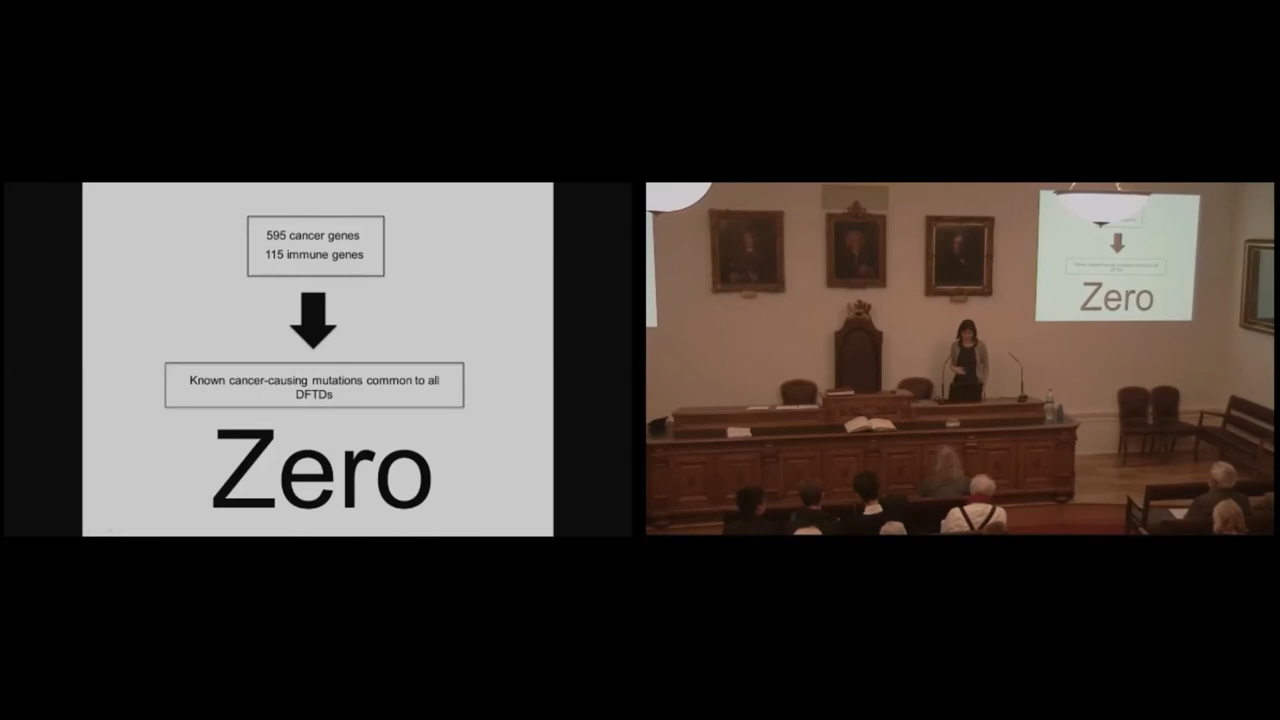 595 cancer genes
115 immune genes
Known cancer-causing mutations common to all
DFTDs
Zero
Zero